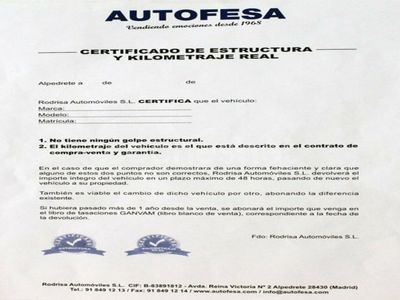 AUTOFESA
Vendiendo emociones desde 1968
CERTIFICADO DE ESTRUCTURA
Y KILOMETRAJE REAL
Alpedrete a de de
Rodrisa Automóviles S.L. CERTIFICA que el vehículo:
Marca:
Modelo:
Matrícula:
1. No tiene ningún golpe estructural.
2. El kilometraje del vehículo es el que está descrito en el contrato de
compra-venta y garantía.
En el caso de que el comprador demostrara de una forma fehaciente y clara que
alguno de estos dos puntos no son correctos, Rodrisa Automóviles S.L. devolverá el
importe íntegro del vehículo en un plazo máximo de 48 horas, pasando de nuevo el
vehículo a su propiedad.
También es viable el cambio de dicho vehículo por otro, abonando la diferencia
existente.
Si hubiera pasado más de 1 año desde la venta, se abonará el importe que venga en
el libro de tasaciones GANVAM (libro blanco de venta), correspondiente a la fecha de
la devolución.
Fdo: Rodrisa Automóviles S.L.
Rodrisa Automóviles S.L. CIF: B-83891812 - Avda. Reina Victoria Nº 2 Alpedrete 28430 (Madrid)
Tel.: 91 849 12 13 / Fax: 91 849 12 14 / www.autofesa.com / info@autofesa.com